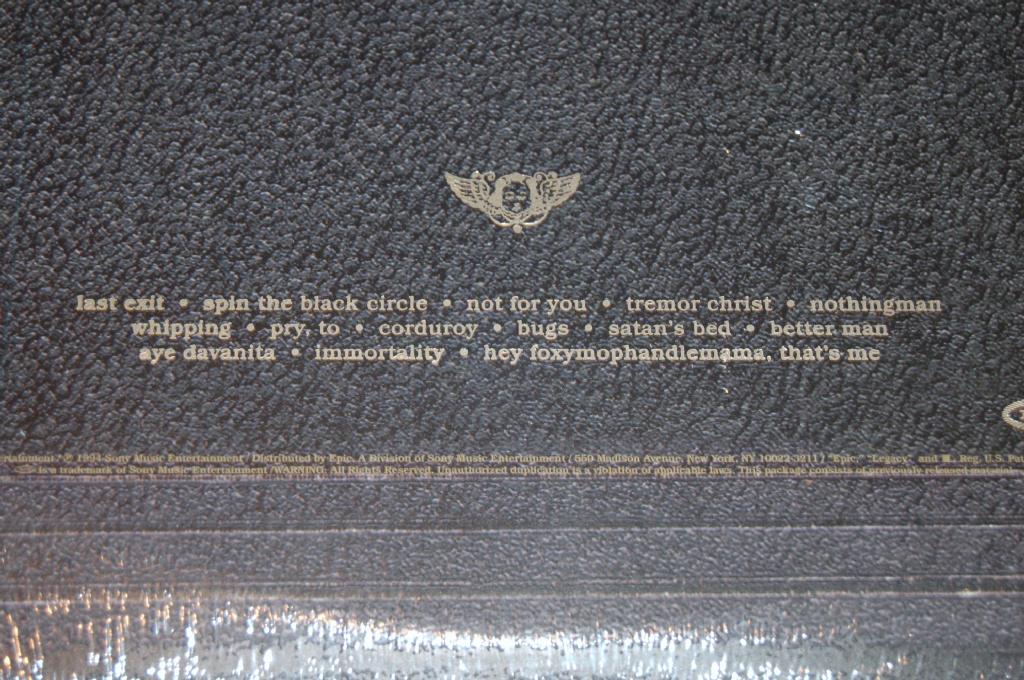 last exit • spin the black circle • not for you • tremor christ • nothingman
whipping • pry, to • corduroy • bugs • satan's bed • better man
aye davanita • immortality • hey foxymophandlemama, that's me
rtainment / ℗ 1994 Sony Music Entertainment / Distributed by Epic, A Division of Sony Music Entertainment / 550 Madison Avenue, New York, NY 10022-3211 / "Epic," "Legacy" and Reg. U.S. Pat
is a trademark of Sony Music Entertainment /WARNING: All Rights Reserved. Unauthorized duplication is a violation of applicable laws. This package consists of previously released